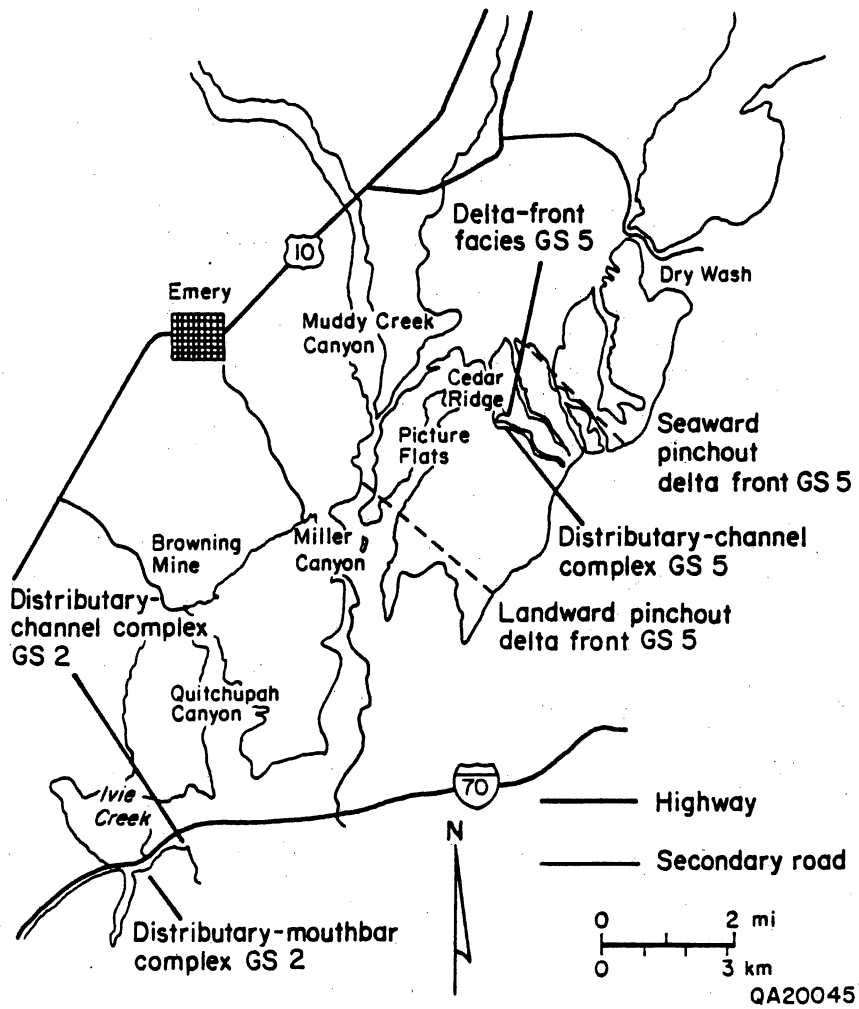 Delta-front
facies GS 5
10
Dry Wash
Emery
Muddy Creek
Canyon
Cedar
Ridge
Picture
Flats
Seaward
pinchout
delta front GS 5
Browning
Mine
Miller
Canyon
Distributary-channel
complex GS 5
Distributary-
channel complex
GS 2
Landward pinchout
delta front GS 5
Quitchupah
Canyon
Ivie
Creek
70
Highway
N
Secondary road
Distributary-mouthbar
complex GS 2
0 2 mi
0 3 km
QA20045